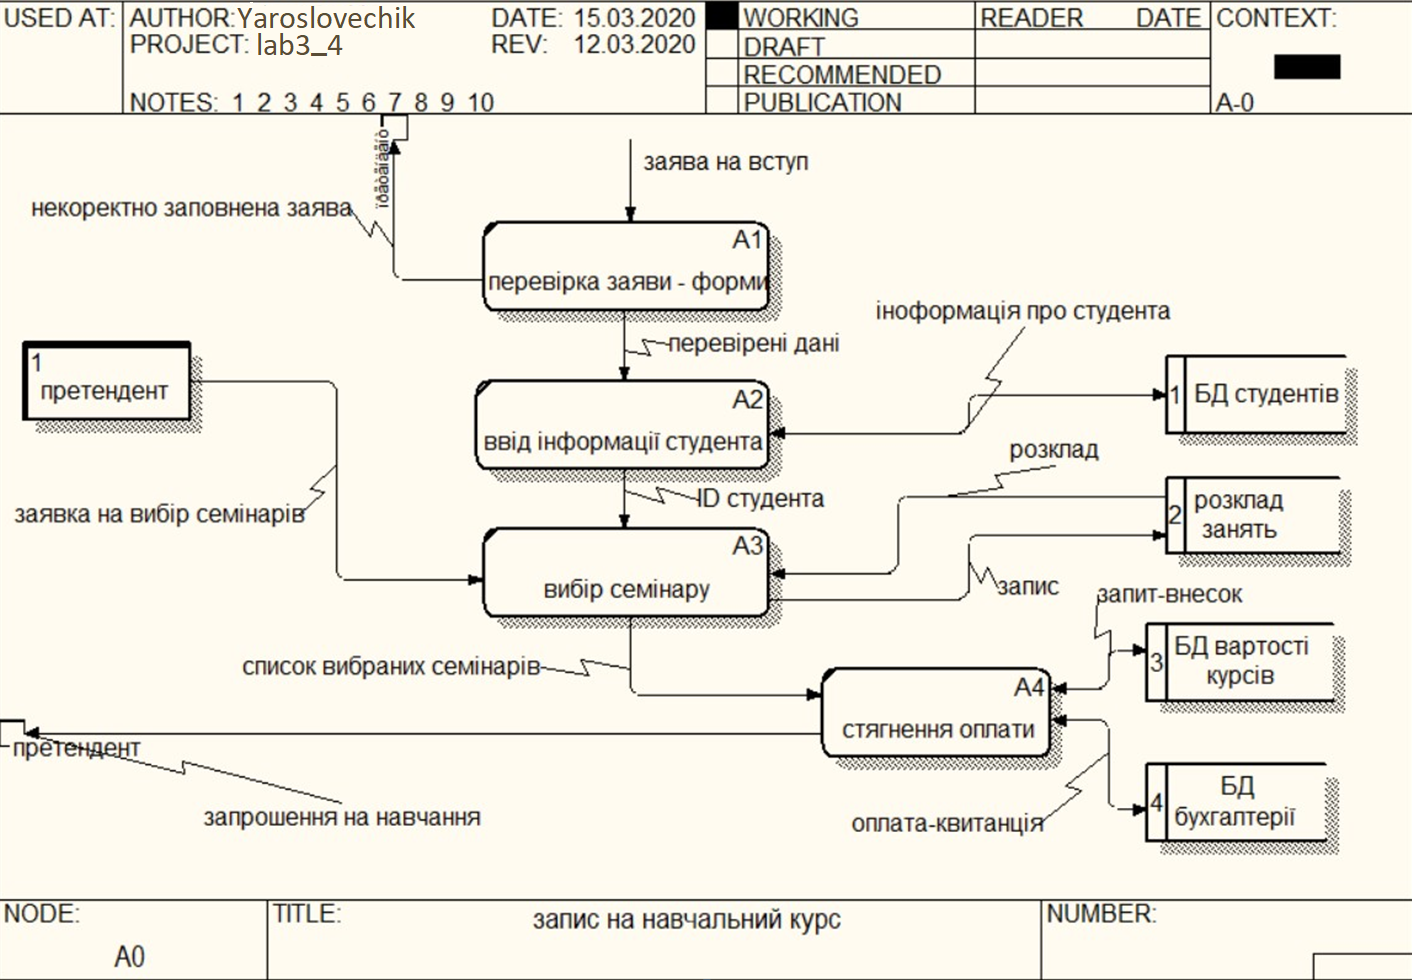 USED AT:
AUTHOR: Yaroslovechik
DATE: 15.03.2020
PROJECT: lab3_4
REV: 12.03.2020
NOTES: 1 2 3 4 5 6 7 8 9 10
WORKING
DRAFT
RECOMMENDED
PUBLICATION
READER DATE
CONTEXT:
A-0
заява на вступ
некоректно заповнена заява
A1
перевірка заяви - форми
перевірені дані
іноформація про студента
1
претендент
A2
ввід інформації студента
1
БД студентів
розклад
ID студента
заявка на вибір семінарів
2
розклад
занять
A3
вибір семінару
запис
запит-внесок
список вибраних семінарів
3
БД вартості
курсів
A4
стягнення оплати
претендент
запрошення на навчання
оплата-квитанція
4
БД
бухгалтерії
NODE:
A0
TITLE:
запис на навчальний курс
NUMBER: